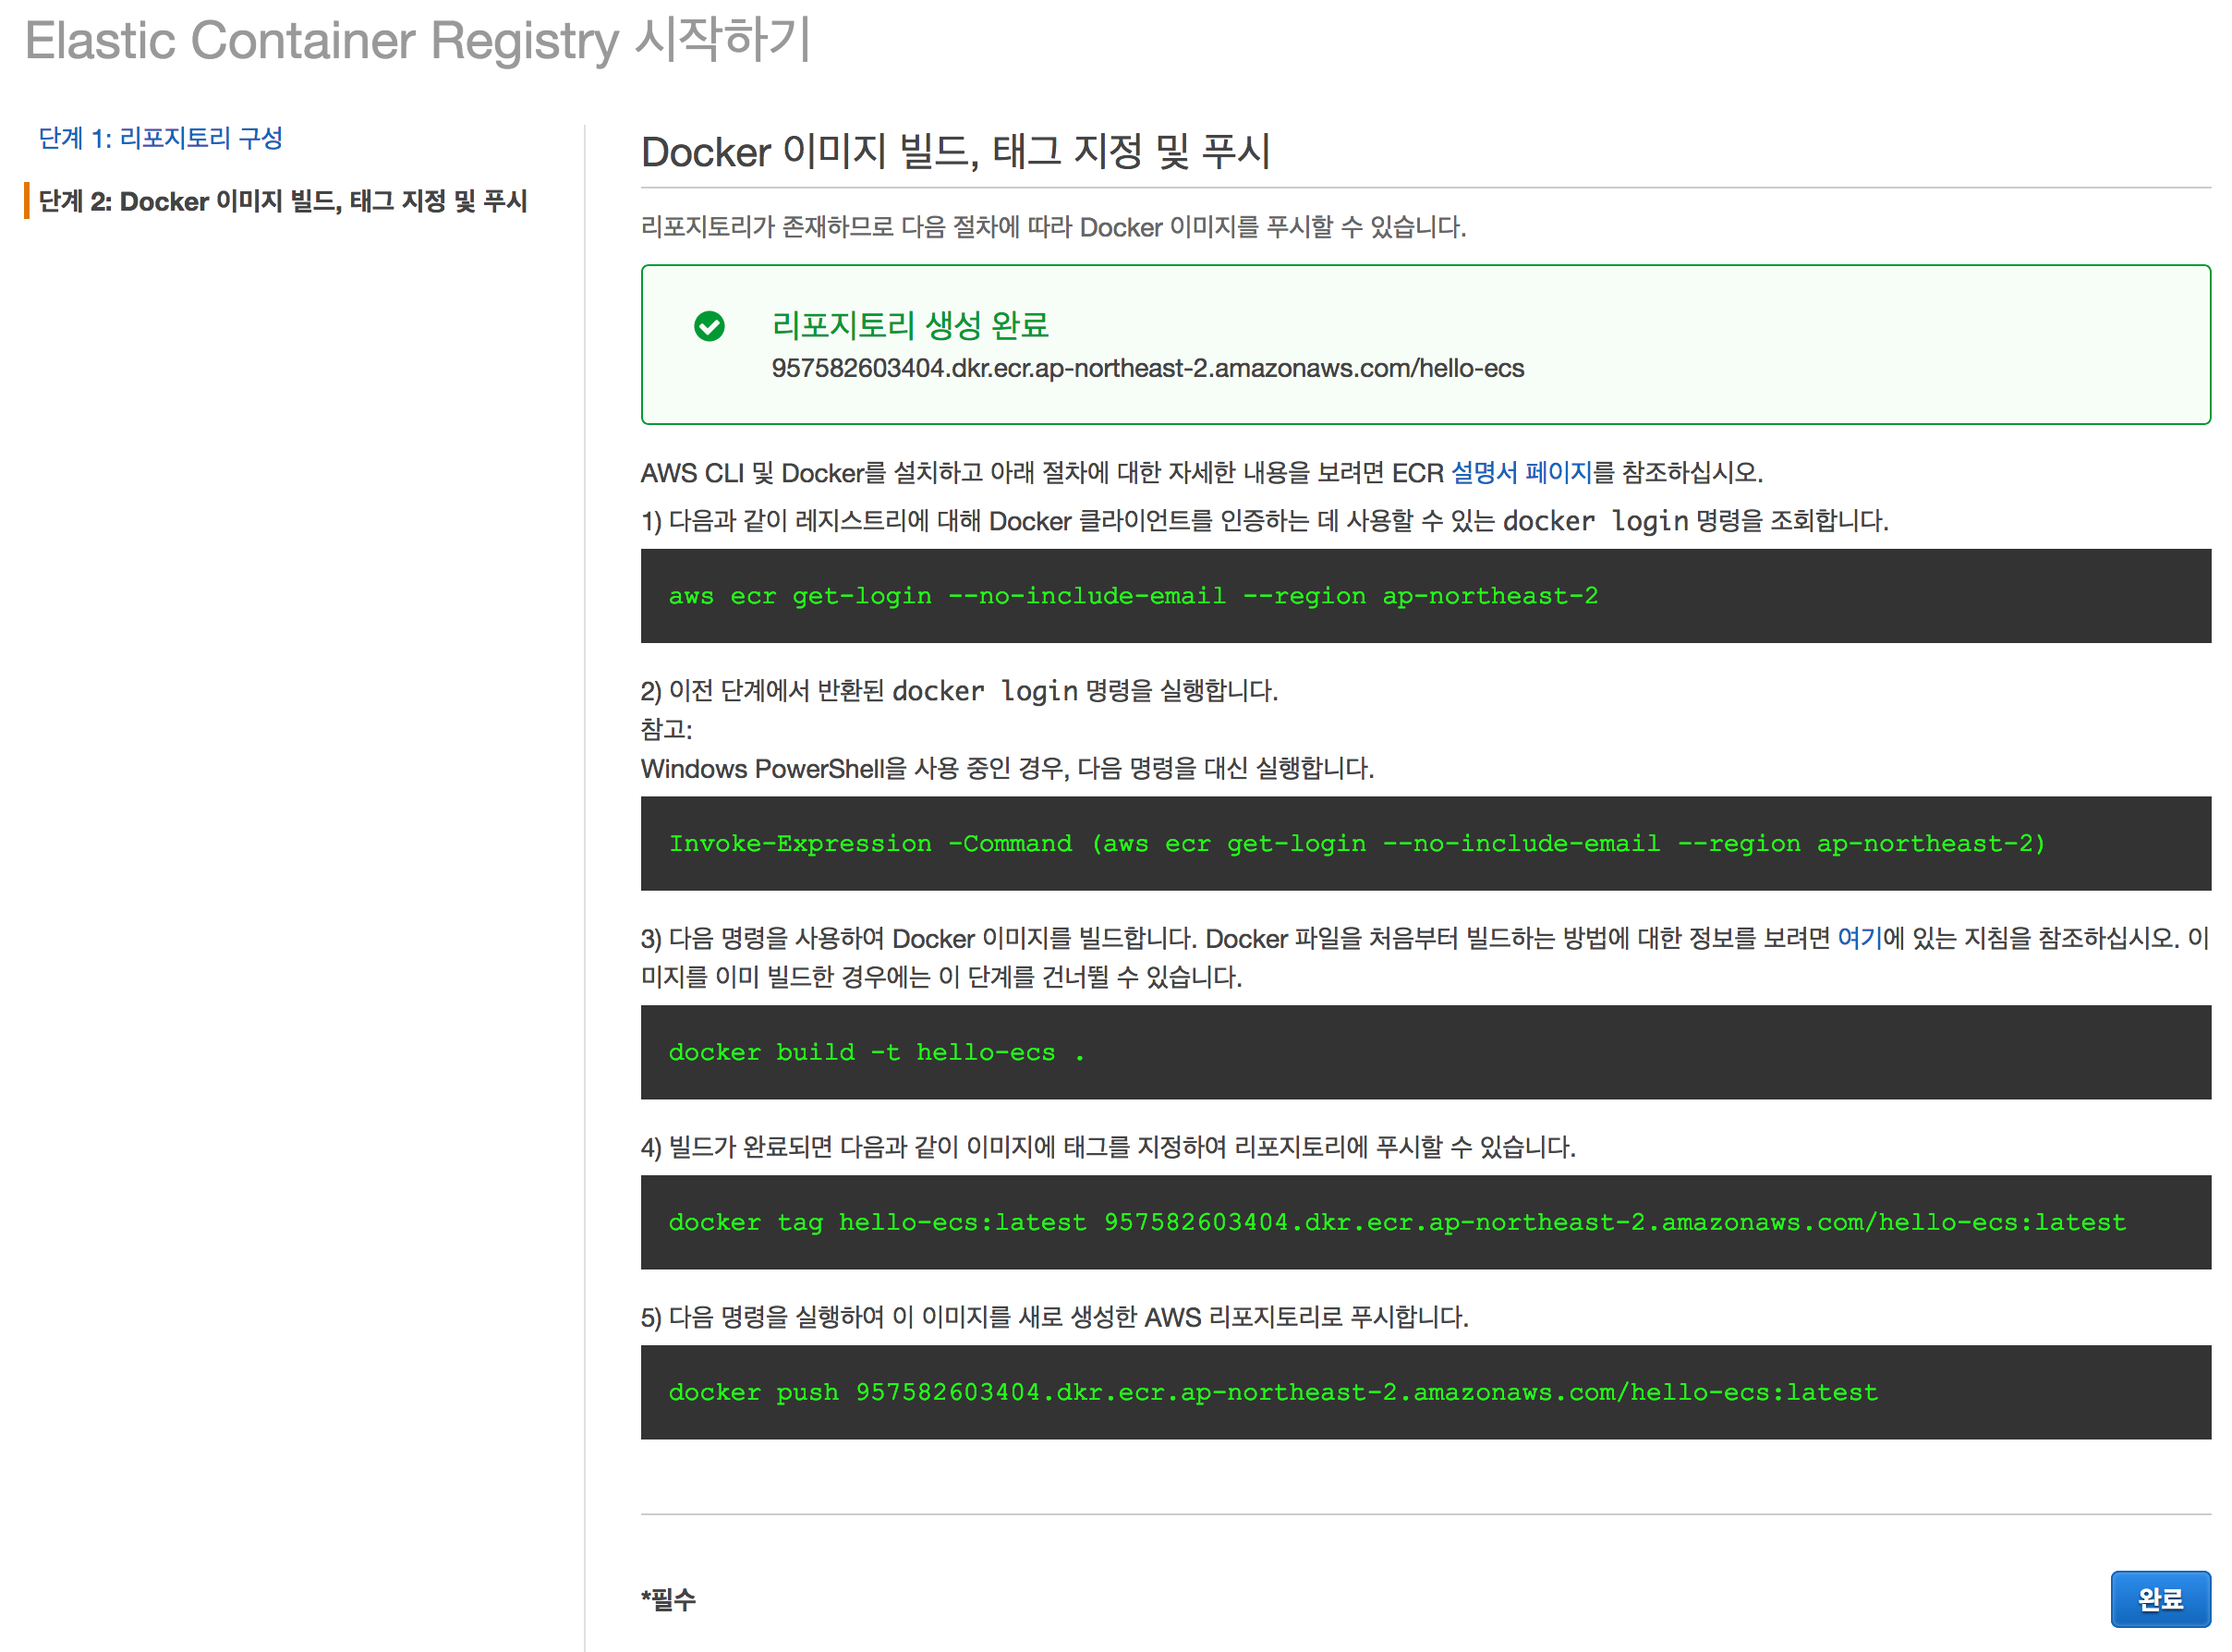 Elastic Container Registry 시작하기
단계 1: 리포지토리 구성
단계 2: Docker 이미지 빌드, 태그 지정 및 푸시
Docker 이미지 빌드, 태그 지정 및 푸시
리포지토리가 존재하므로 다음 절차에 따라 Docker 이미지를 푸시할 수 있습니다.
리포지토리 생성 완료
957582603404.dkr.ecr.ap-northeast-2.amazonaws.com/hello-ecs
AWS CLI 및 Docker를 설치하고 아래 절차에 대한 자세한 내용을 보려면 ECR 설명서 페이지를 참조하십시오.
1) 다음과 같이 레지스트리에 대해 Docker 클라이언트를 인증하는 데 사용할 수 있는 docker login 명령을 조회합니다.
aws ecr get-login --no-include-email --region ap-northeast-2
2) 이전 단계에서 반환된 docker login 명령을 실행합니다.
참고:
Windows PowerShell을 사용 중인 경우, 다음 명령을 대신 실행합니다.
Invoke-Expression -Command (aws ecr get-login --no-include-email --region ap-northeast-2)
3) 다음 명령을 사용하여 Docker 이미지를 빌드합니다. Docker 파일을 처음부터 빌드하는 방법에 대한 정보를 보려면 여기에 있는 지침을 참조하십시오. 이
미지를 이미 빌드한 경우에는 이 단계를 건너뛸 수 있습니다.
docker build -t hello-ecs .
4) 빌드가 완료되면 다음과 같이 이미지에 태그를 지정하여 리포지토리에 푸시할 수 있습니다.
docker tag hello-ecs:latest 957582603404.dkr.ecr.ap-northeast-2.amazonaws.com/hello-ecs:latest
5) 다음 명령을 실행하여 이 이미지를 새로 생성한 AWS 리포지토리로 푸시합니다.
docker push 957582603404.dkr.ecr.ap-northeast-2.amazonaws.com/hello-ecs:latest
*필수
완료